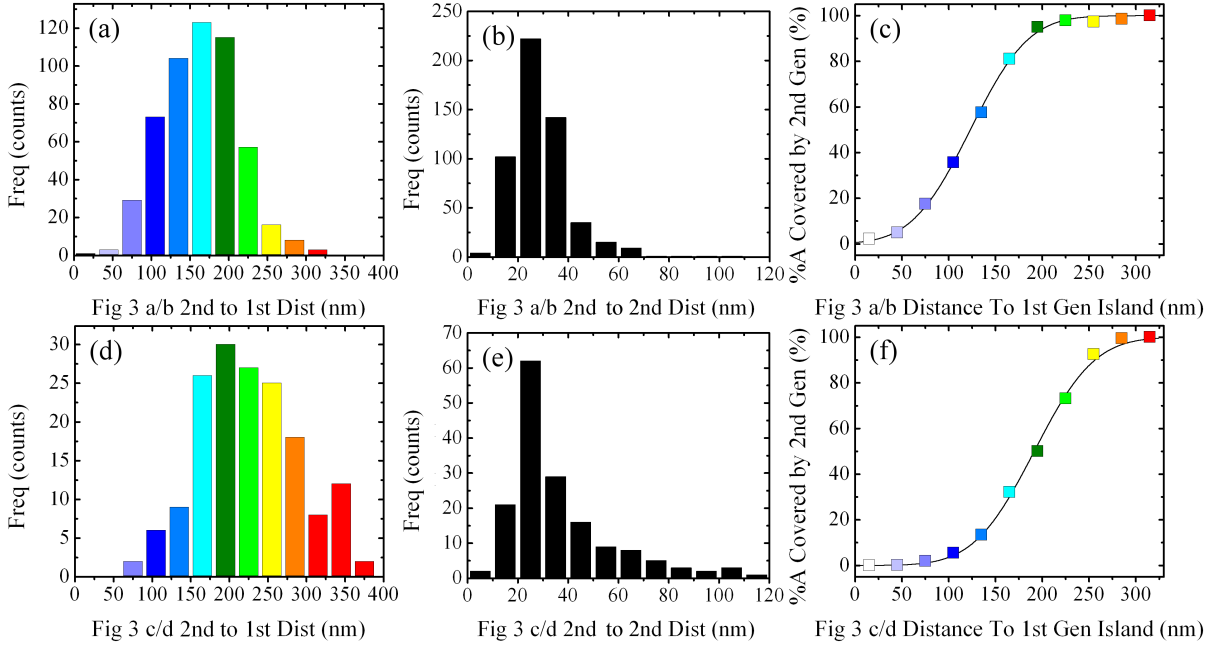 (a)
Freq (counts)
120
100
80
60
40
20
0
0 50 100 150 200 250 300 350 400
Fig 3 a/b 2nd to 1st Dist (nm)
(b)
Freq (counts)
250
200
150
100
50
0
20 40 60 80 100 120
Fig 3 a/b 2nd to 2nd Dist (nm)
(c)
%A Covered by 2nd Gen (%)
100
80
60
40
20
0
0 50 100 150 200 250 300
Fig 3 a/b Distance To 1st Gen Island (nm)
(d)
Freq (counts)
30
25
20
15
10
5
0
0 50 100 150 200 250 300 350 400
Fig 3 c/d 2nd to 1st Dist (nm)
(e)
Freq (counts)
70
60
50
40
30
20
10
0
20 40 60 80 100 120
Fig 3 c/d 2nd to 2nd Dist (nm)
(f)
%A Covered by 2nd Gen (%)
100
80
60
40
20
0
0 50 100 150 200 250 300
Fig 3 c/d Distance To 1st Gen Island (nm)